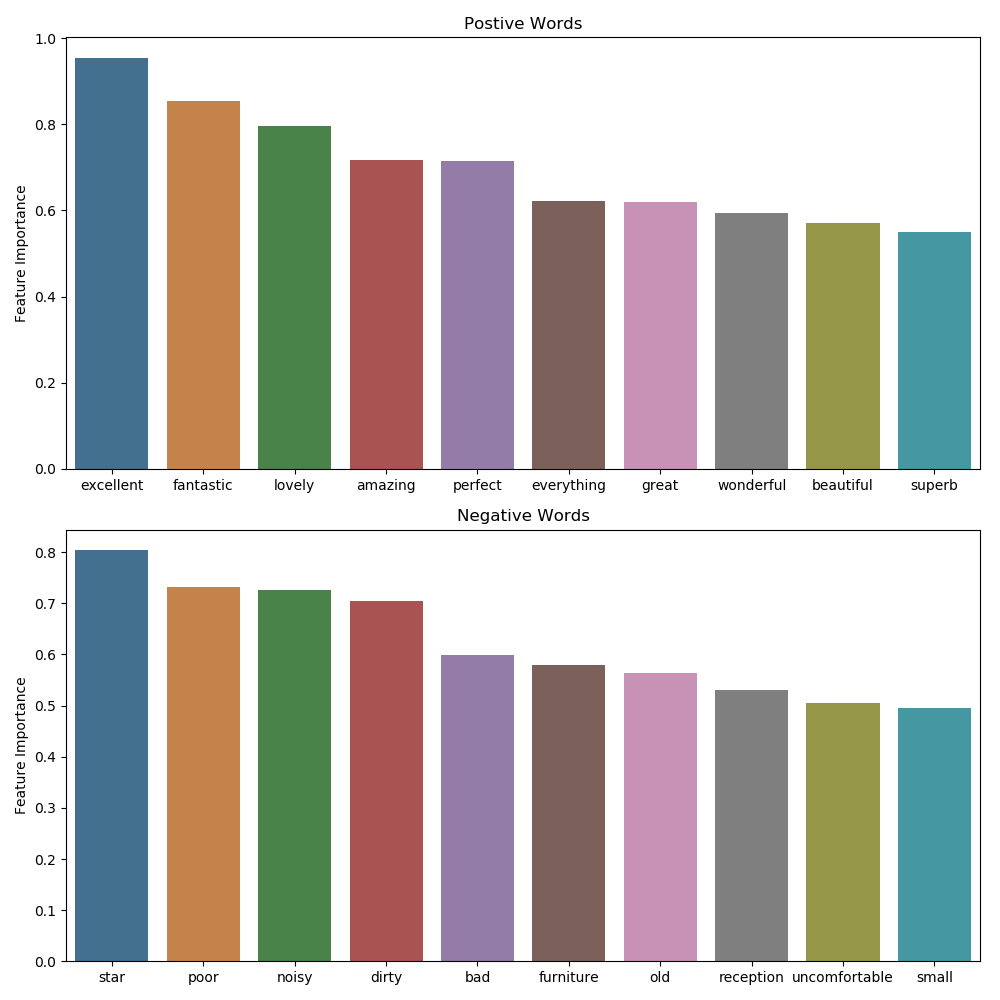 Postive Words
Feature Importance
1.0
0.8
0.6
0.4
0.2
0.0
excellent fantastic lovely amazing perfect everything great wonderful beautiful superb
Negative Words
Feature Importance
0.8
0.7
0.6
0.5
0.4
0.3
0.2
0.1
0.0
star poor noisy dirty bad furniture old reception uncomfortable small